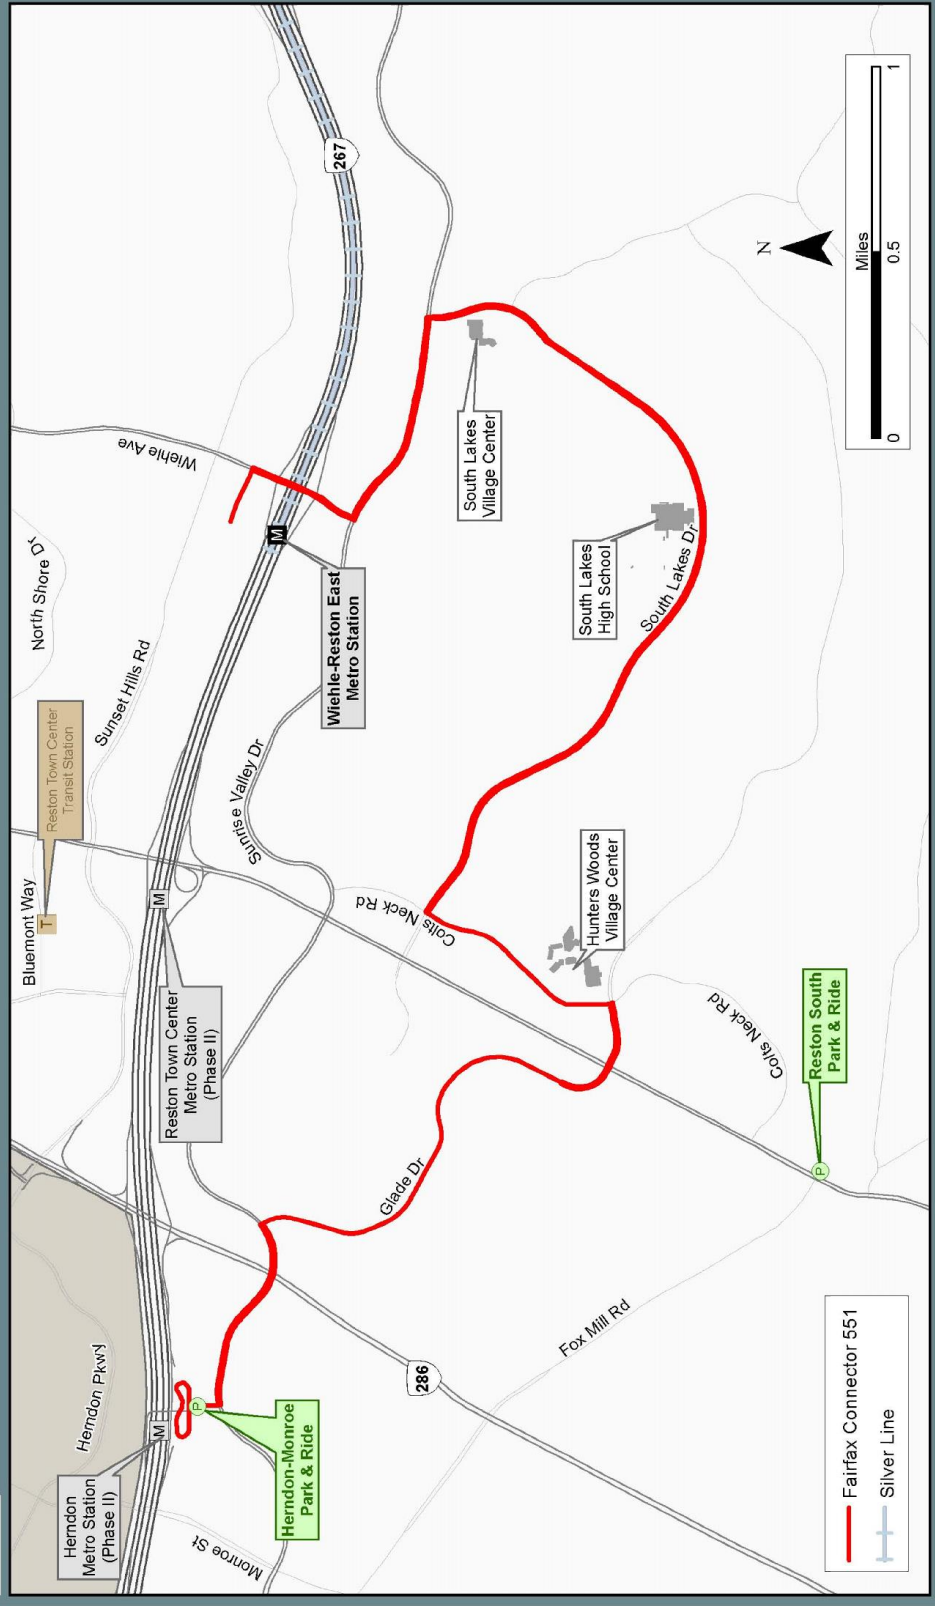 Herndon
Metro Station
(Phase II)
Herndon Pkwy
Monroe St
P
Herndon-Monroe
Park & Ride
M
286
Fox Mill Rd
Glade Dr
Bluemont Way
T
Reston Town Center
Transit Station
M
Reston Town Center
Metro Station
(Phase II)
Sunset Hills Rd
North Shore Dr
Sunrise Valley Dr
Colts Neck Rd
Colts Neck Rd
Hunters Woods
Village Center
Colts Neck Rd
Reston South
Park & Ride
P
Wiehle Ave
M
Wiehle-Reston East
Metro Station
South Lakes
High School
South Lakes Dr
South Lakes
Village Center
267
N
Miles
0
0.5
1
Fairfax Connector 551
Silver Line